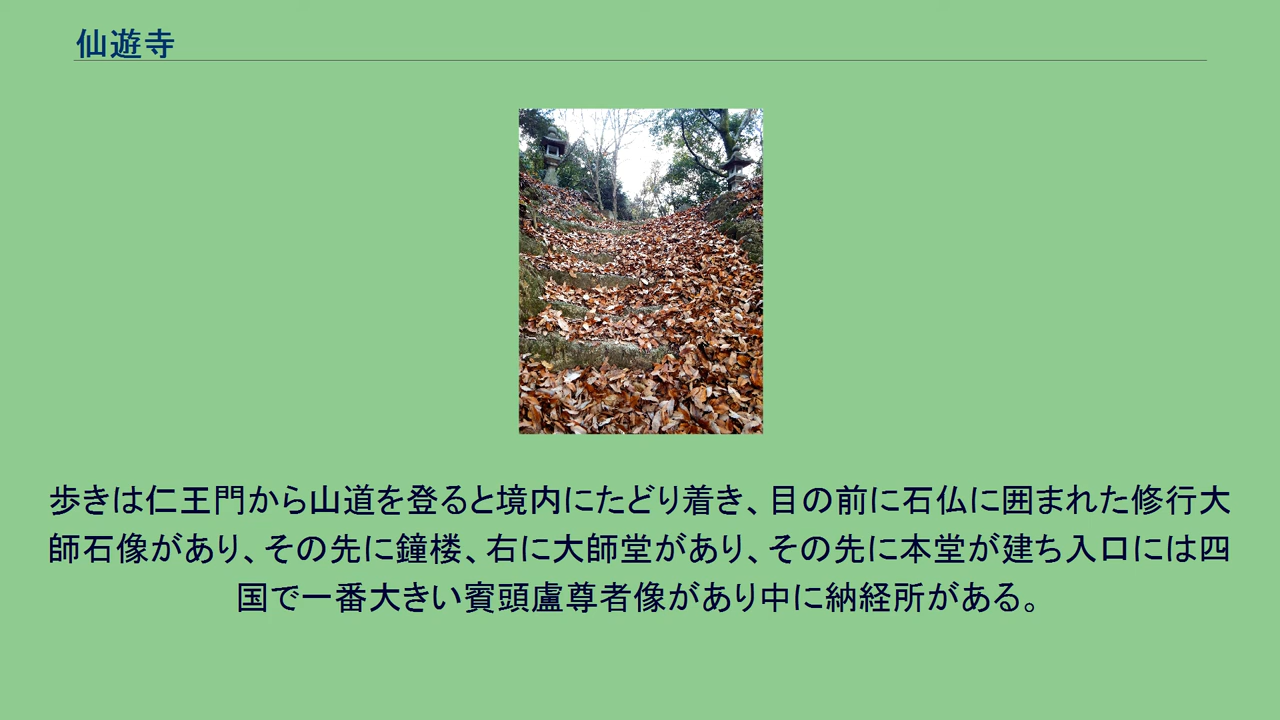 仙遊寺
歩きは仁王門から山道を登ると境内にたどり着き、目の前に石仏に囲まれた修行大
師石像があり、その先に鐘楼、右に大師堂があり、その先に本堂が建ち入口には四
国で一番大きい賓頭盧尊者像があり中に納経所がある。